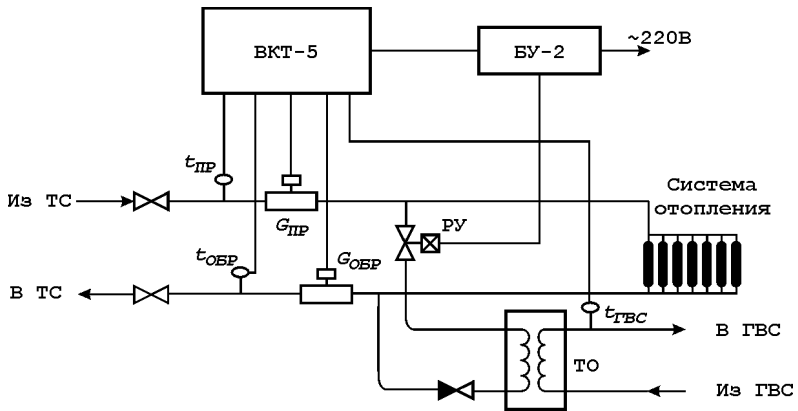 ВКТ-5
БУ-2
~220В
tПР
Из ТС
GПР
РУ
Система
отопления
tОБР
GОБР
В ТС
tГВС
В ГВС
ТО
Из ГВС